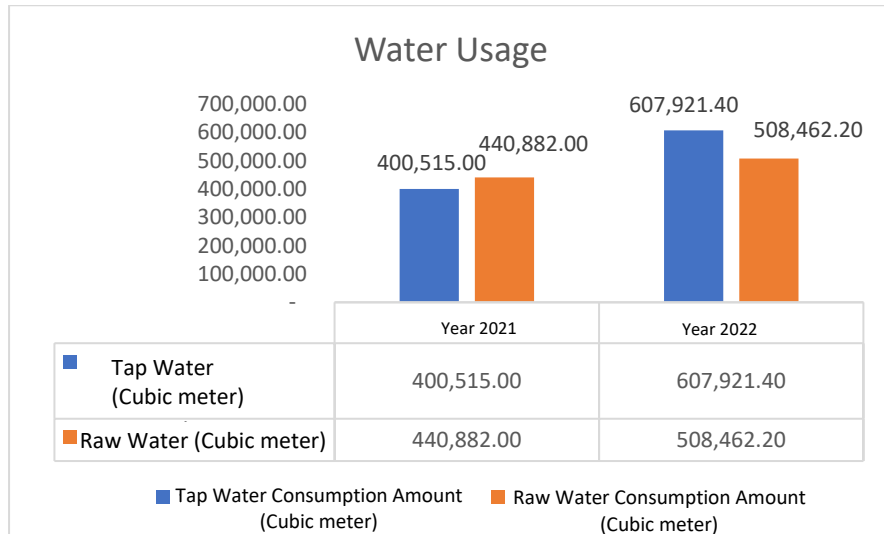 Water Usage
700,000.00
600,000.00
500,000.00
400,000.00
300,000.00
200,000.00
100,000.00
-
400,515.00
440,882.00
607,921.40
508,462.20
Year 2021
Year 2022
Tap Water
(Cubic meter)
400,515.00
607,921.40
Raw Water (Cubic meter)
440,882.00
508,462.20
Tap Water Consumption Amount
(Cubic meter)
Raw Water Consumption Amount
(Cubic meter)